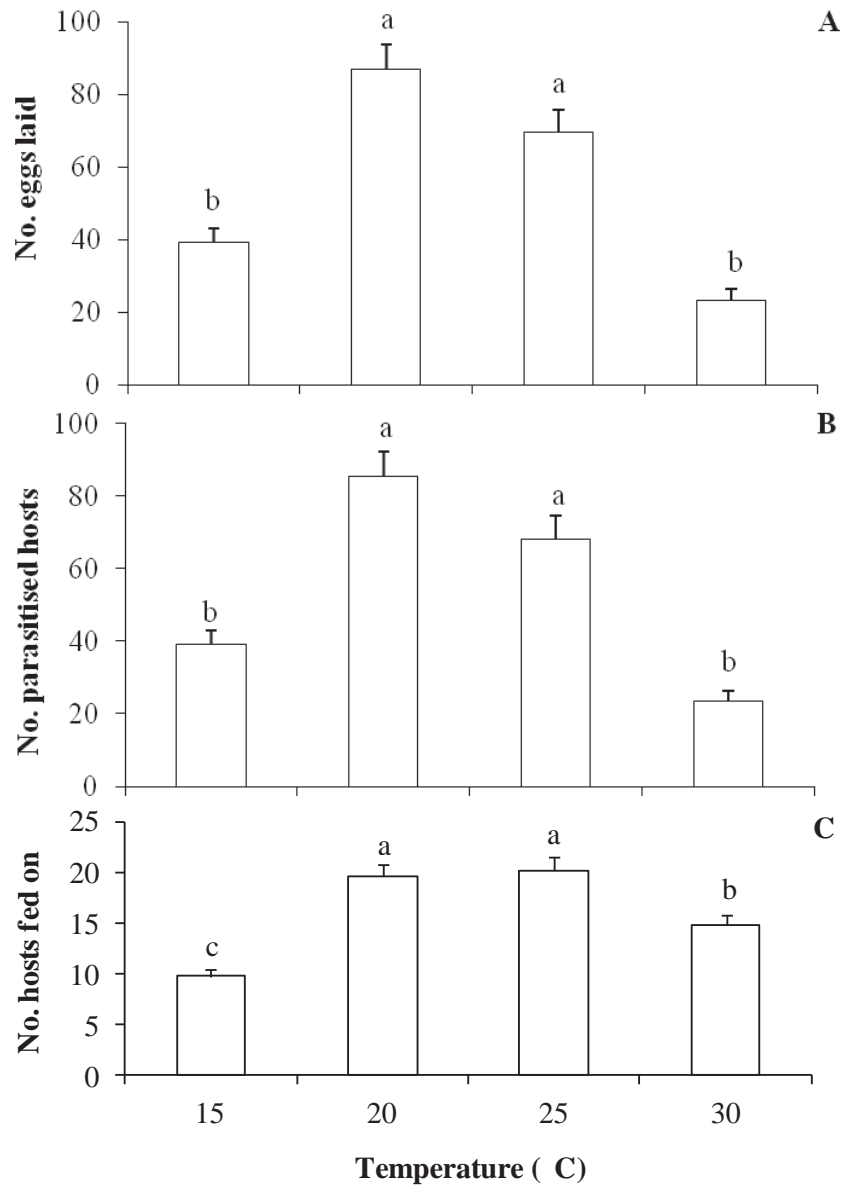 A
No. eggs laid
100
80
60
40
20
0
b
a
a
b
B
No. parasitised hosts
100
80
60
40
20
0
b
a
a
b
C
No. hosts fed on
25
20
15
10
5
0
c
a
a
b
15 20 25 30
Temperature ( C)